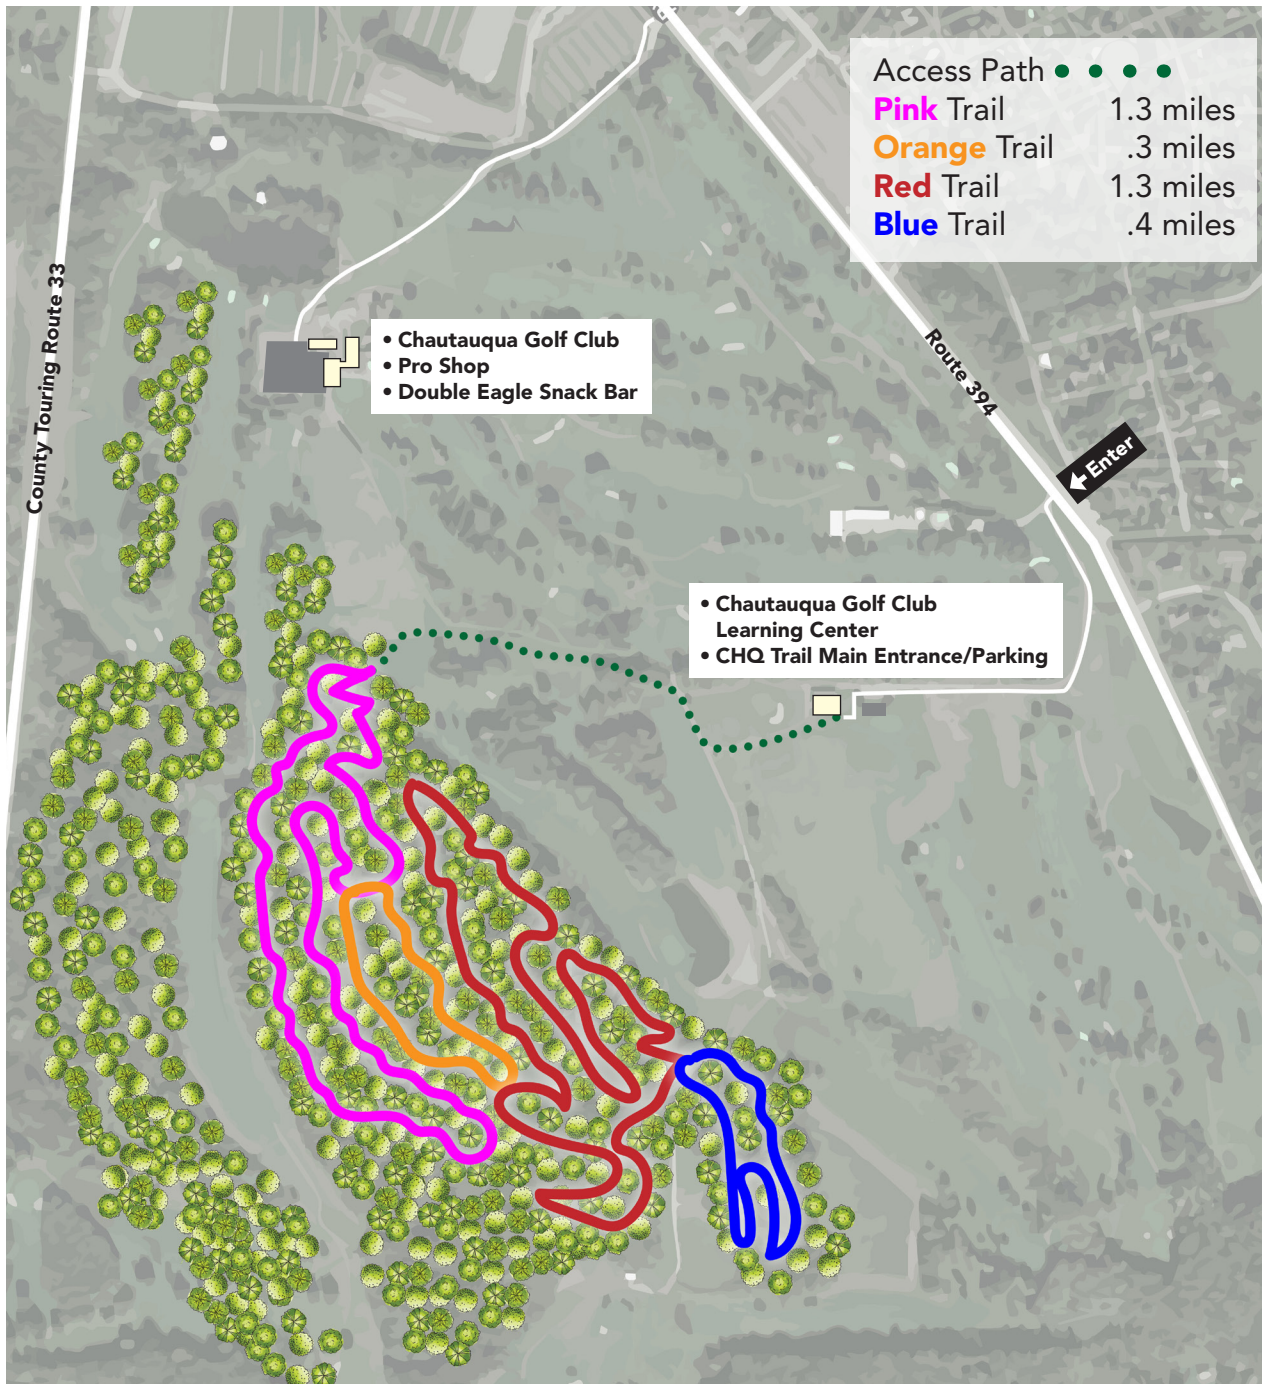 Access Path
Pink Trail 1.3 miles
Orange Trail .3 miles
Red Trail 1.3 miles
Blue Trail .4 miles
County Touring Route 33
• Chautauqua Golf Club
• Pro Shop
• Double Eagle Snack Bar
Route 394
Enter
• Chautauqua Golf Club
Learning Center
• CHQ Trail Main Entrance/Parking